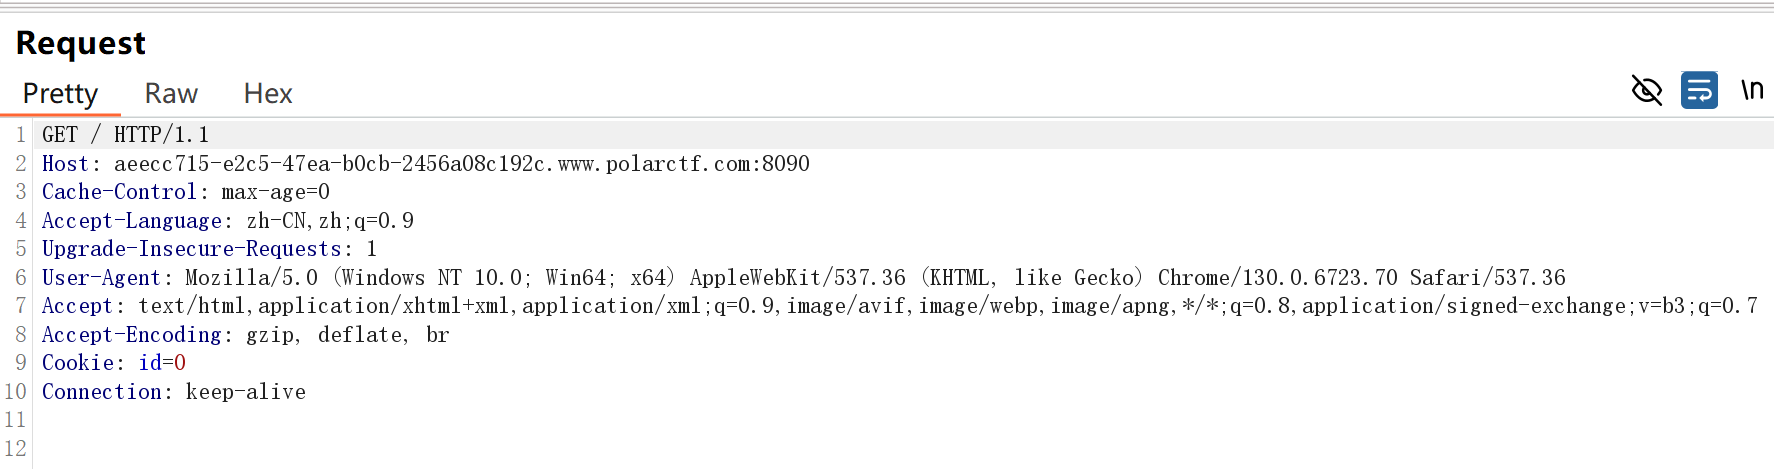 Request
Pretty Raw Hex \n
1 GET / HTTP/1.1
2 Host: aeecc715-e2c5-47ea-b0cb-2456a08c192c.www.polarctf.com:8090
3 Cache-Control: max-age=0
4 Accept-Language: zh-CN,zh;q=0.9
5 Upgrade-Insecure-Requests: 1
6 User-Agent: Mozilla/5.0 (Windows NT 10.0; Win64; x64) AppleWebKit/537.36 (KHTML, like Gecko) Chrome/130.0.6723.70 Safari/537.36
7 Accept: text/html,application/xhtml+xml,application/xml;q=0.9,image/avif,image/webp,image/apng,*/*;q=0.8,application/signed-exchange;v=b3;q=0.7
8 Accept-Encoding: gzip, deflate, br
9 Cookie: id=0
10 Connection: keep-alive
11
12